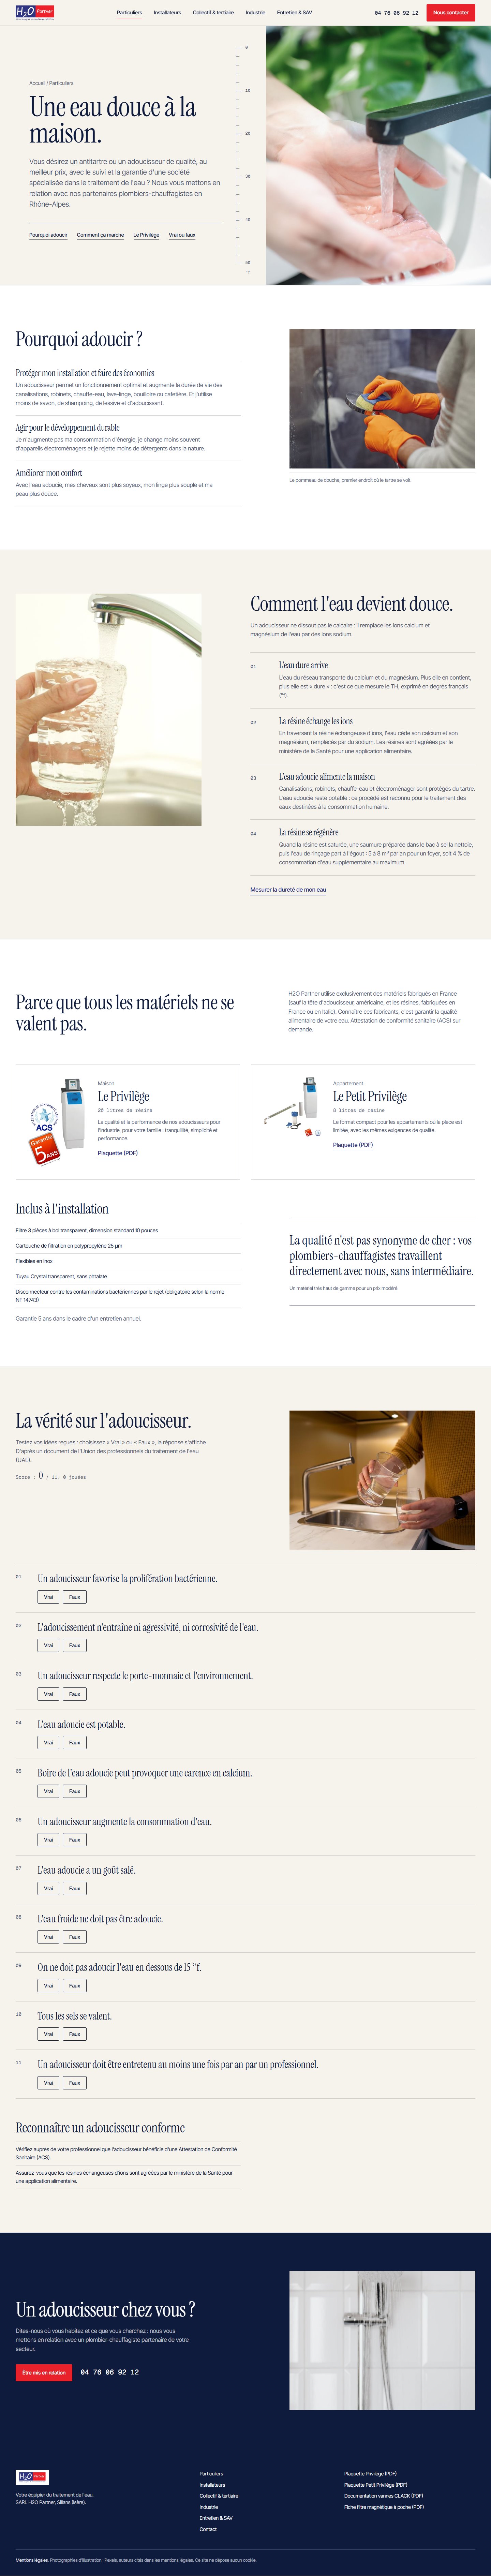 H2O Partner
Particuliers
Installateurs
Collectif & tertiaire
Industrie
Entretien & SAV
04 76 06 92 12
Nous contacter
Accueil / Particuliers
Une eau douce à la
maison.
Vous désirez un antitartre ou un adoucisseur de qualité, au
meilleur prix, avec le suivi et la garantie d'une société
spécialisée dans le traitement de l'eau ? Nous vous mettons en
relation avec nos partenaires plombiers-chauffagistes en
Rhône-Alpes.
Pourquoi adoucir
Comment ça marche
Le Privilège
Vrai ou faux
0
10
20
30
40
50
°f
Pourquoi adoucir ?
Protéger mon installation et faire des économies
Un adoucisseur permet un fonctionnement optimal et augmente la durée de vie des
canalisations, robinets, chauffe-eau, lave-linge, bouilloire ou cafetière. Et j'utilise
moins de savon, de shampoing, de lessive et d'adoucissant.
Agir pour le développement durable
Je n'augmente pas ma consommation d'énergie, je change moins souvent
d'appareils électroménagers et je rejette moins de détergents dans la nature.
Améliorer mon confort
Avec l'eau adoucie, mes cheveux sont plus soyeux, mon linge plus souple et ma
peau plus douce.
Le pommeau de douche, premier endroit où le tartre se voit.
Comment l'eau devient douce.
Un adoucisseur ne dissout pas le calcaire : il remplace les ions calcium et
magnésium de l'eau par des ions sodium.
01
L'eau dure arrive
L'eau du réseau transporte du calcium et du magnésium. Plus elle en contient,
plus elle est « dure » : c'est ce que mesure le TH, exprimé en degrés français
(°f).
02
La résine échange les ions
En traversant la résine échangeuse d'ions, l'eau cède son calcium et son
magnésium, remplacés par du sodium. Les résines sont agréées par le
ministère de la Santé pour une application alimentaire.
03
L'eau adoucie alimente la maison
Canalisations, robinets, chauffe-eau et électroménager sont protégés du tartre.
L'eau adoucie reste potable : ce procédé est reconnu pour le traitement des
eaux destinées à la consommation humaine.
04
La résine se régénère
Quand la résine est saturée, une saumure préparée dans le bac à sel la nettoie,
puis l'eau de rinçage part à l'égout : 5 à 8 m³ par an pour un foyer, soit 4 % de
consommation d'eau supplémentaire au maximum.
Mesurer la dureté de mon eau
Parce que tous les matériels ne se
valent pas.
H2O Partner utilise exclusivement des matériels fabriqués en France
(sauf la tête d'adoucisseur, américaine, et les résines, fabriquées en
France ou en Italie). Connaître ces fabricants, c'est garantir la qualité
alimentaire de votre eau. Attestation de conformité sanitaire (ACS) sur
demande.
ACS
Garantie
5 ANS
Maison
Le Privilège
20 litres de résine
La qualité et la performance de nos adoucisseurs pour
l'industrie, pour votre famille : tranquillité, simplicité et
performance.
Plaquette (PDF)
Appartement
Le Petit Privilège
8 litres de résine
Le format compact pour les appartements où la place est
limitée, avec les mêmes exigences de qualité.
Plaquette (PDF)
Inclus à l'installation
Filtre 3 pièces à bol transparent, dimension standard 10 pouces
Cartouche de filtration en polypropylène 25 µm
Flexibles en inox
Tuyau Crystal transparent, sans phtalate
Disconnecteur contre les contaminations bactériennes par le rejet (obligatoire selon la norme
NF 14743)
Garantie 5 ans dans le cadre d'un entretien annuel.
La qualité n'est pas synonyme de cher : vos
plombiers-chauffagistes travaillent
directement avec nous, sans intermédiaire.
Un matériel très haut de gamme pour un prix modéré.
La vérité sur l'adoucisseur.
Testez vos idées reçues : choisissez « Vrai » ou « Faux », la réponse s'affiche.
D'après un document de l'Union des professionnels du traitement de l'eau
(UAE).
Score : 0 / 11, 0 jouées
01
Un adoucisseur favorise la prolifération bactérienne.
Vrai
Faux
02
L'adoucissement n'entraîne ni agressivité, ni corrosivité de l'eau.
Vrai
Faux
03
Un adoucisseur respecte le porte-monnaie et l'environnement.
Vrai
Faux
04
L'eau adoucie est potable.
Vrai
Faux
05
Boire de l'eau adoucie peut provoquer une carence en calcium.
Vrai
Faux
06
Un adoucisseur augmente la consommation d'eau.
Vrai
Faux
07
L'eau adoucie a un goût salé.
Vrai
Faux
08
L'eau froide ne doit pas être adoucie.
Vrai
Faux
09
On ne doit pas adoucir l'eau en dessous de 15 °f.
Vrai
Faux
10
Tous les sels se valent.
Vrai
Faux
11
Un adoucisseur doit être entretenu au moins une fois par an par un professionnel.
Vrai
Faux
Reconnaître un adoucisseur conforme
Vérifiez auprès de votre professionnel que l'adoucisseur bénéficie d'une Attestation de Conformité
Sanitaire (ACS).
Assurez-vous que les résines échangeuses d'ions sont agréées par le ministère de la Santé pour
une application alimentaire.
Un adoucisseur chez vous ?
Dites-nous où vous habitez et ce que vous cherchez : nous vous
mettons en relation avec un plombier-chauffagiste partenaire de votre
secteur.
Être mis en relation
04 76 06 92 12
H2O Partner
Votre équipier du traitement de l'eau.
SARL H2O Partner, Sillans (Isère).
Particuliers
Installateurs
Collectif & tertiaire
Industrie
Entretien & SAV
Contact
Plaquette Privilège (PDF)
Plaquette Petit Privilège (PDF)
Documentation vannes CLACK (PDF)
Fiche filtre magnétique à poche (PDF)
Mentions légales. Photographies d'illustration : Pexels, auteurs cités dans les mentions légales. Ce site ne dépose aucun cookie.